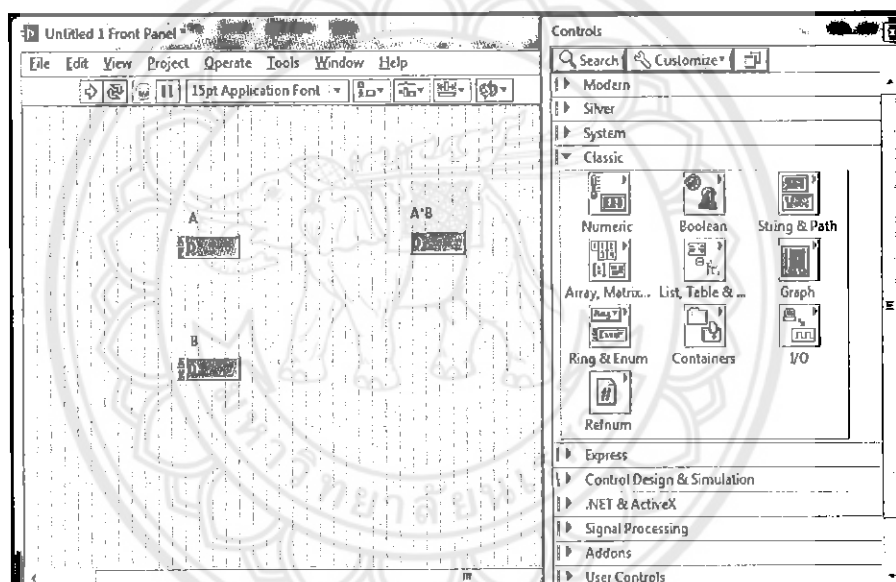 Untitled 1 Front Panel *
File Edit View Project Operate Tools Window Help
15pt Application Font
A
A*B
0
B
0
Controls
Search Customize
Modern
Silver
System
Classic
Numeric Boolean String & Path
Array, Matrix... List, Table & ... Graph
Ring & Enum Containers I/O
Refnum
Express
Control Design & Simulation
.NET & ActiveX
Signal Processing
Addons
User Controls